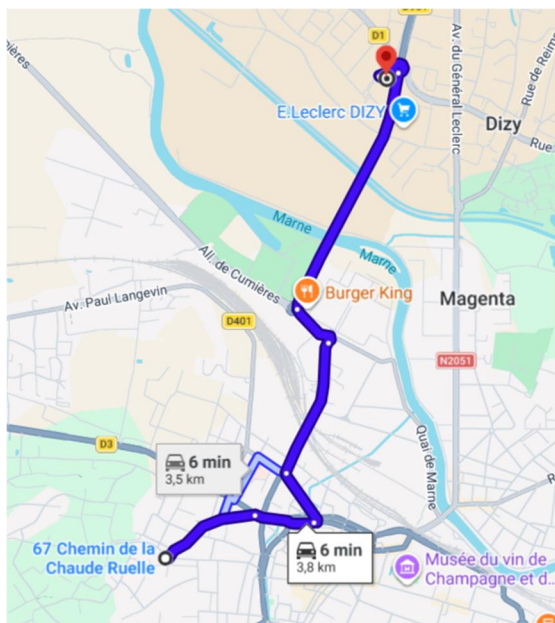 D951
D1
umières
Av. du Général Leclerc
Rue de Reims
E.Leclerc DIZY
Dizy
Rue
Marne
Marne
All. de Cumières
Burger King
Av. Paul Langevin
Magenta
D401
N2051
D3
6 min
3,5 km
Quai de Marne
6 min
3,8 km
67 Chemin de la
Chaude Ruelle
Musée du vin de
Champagne et d...